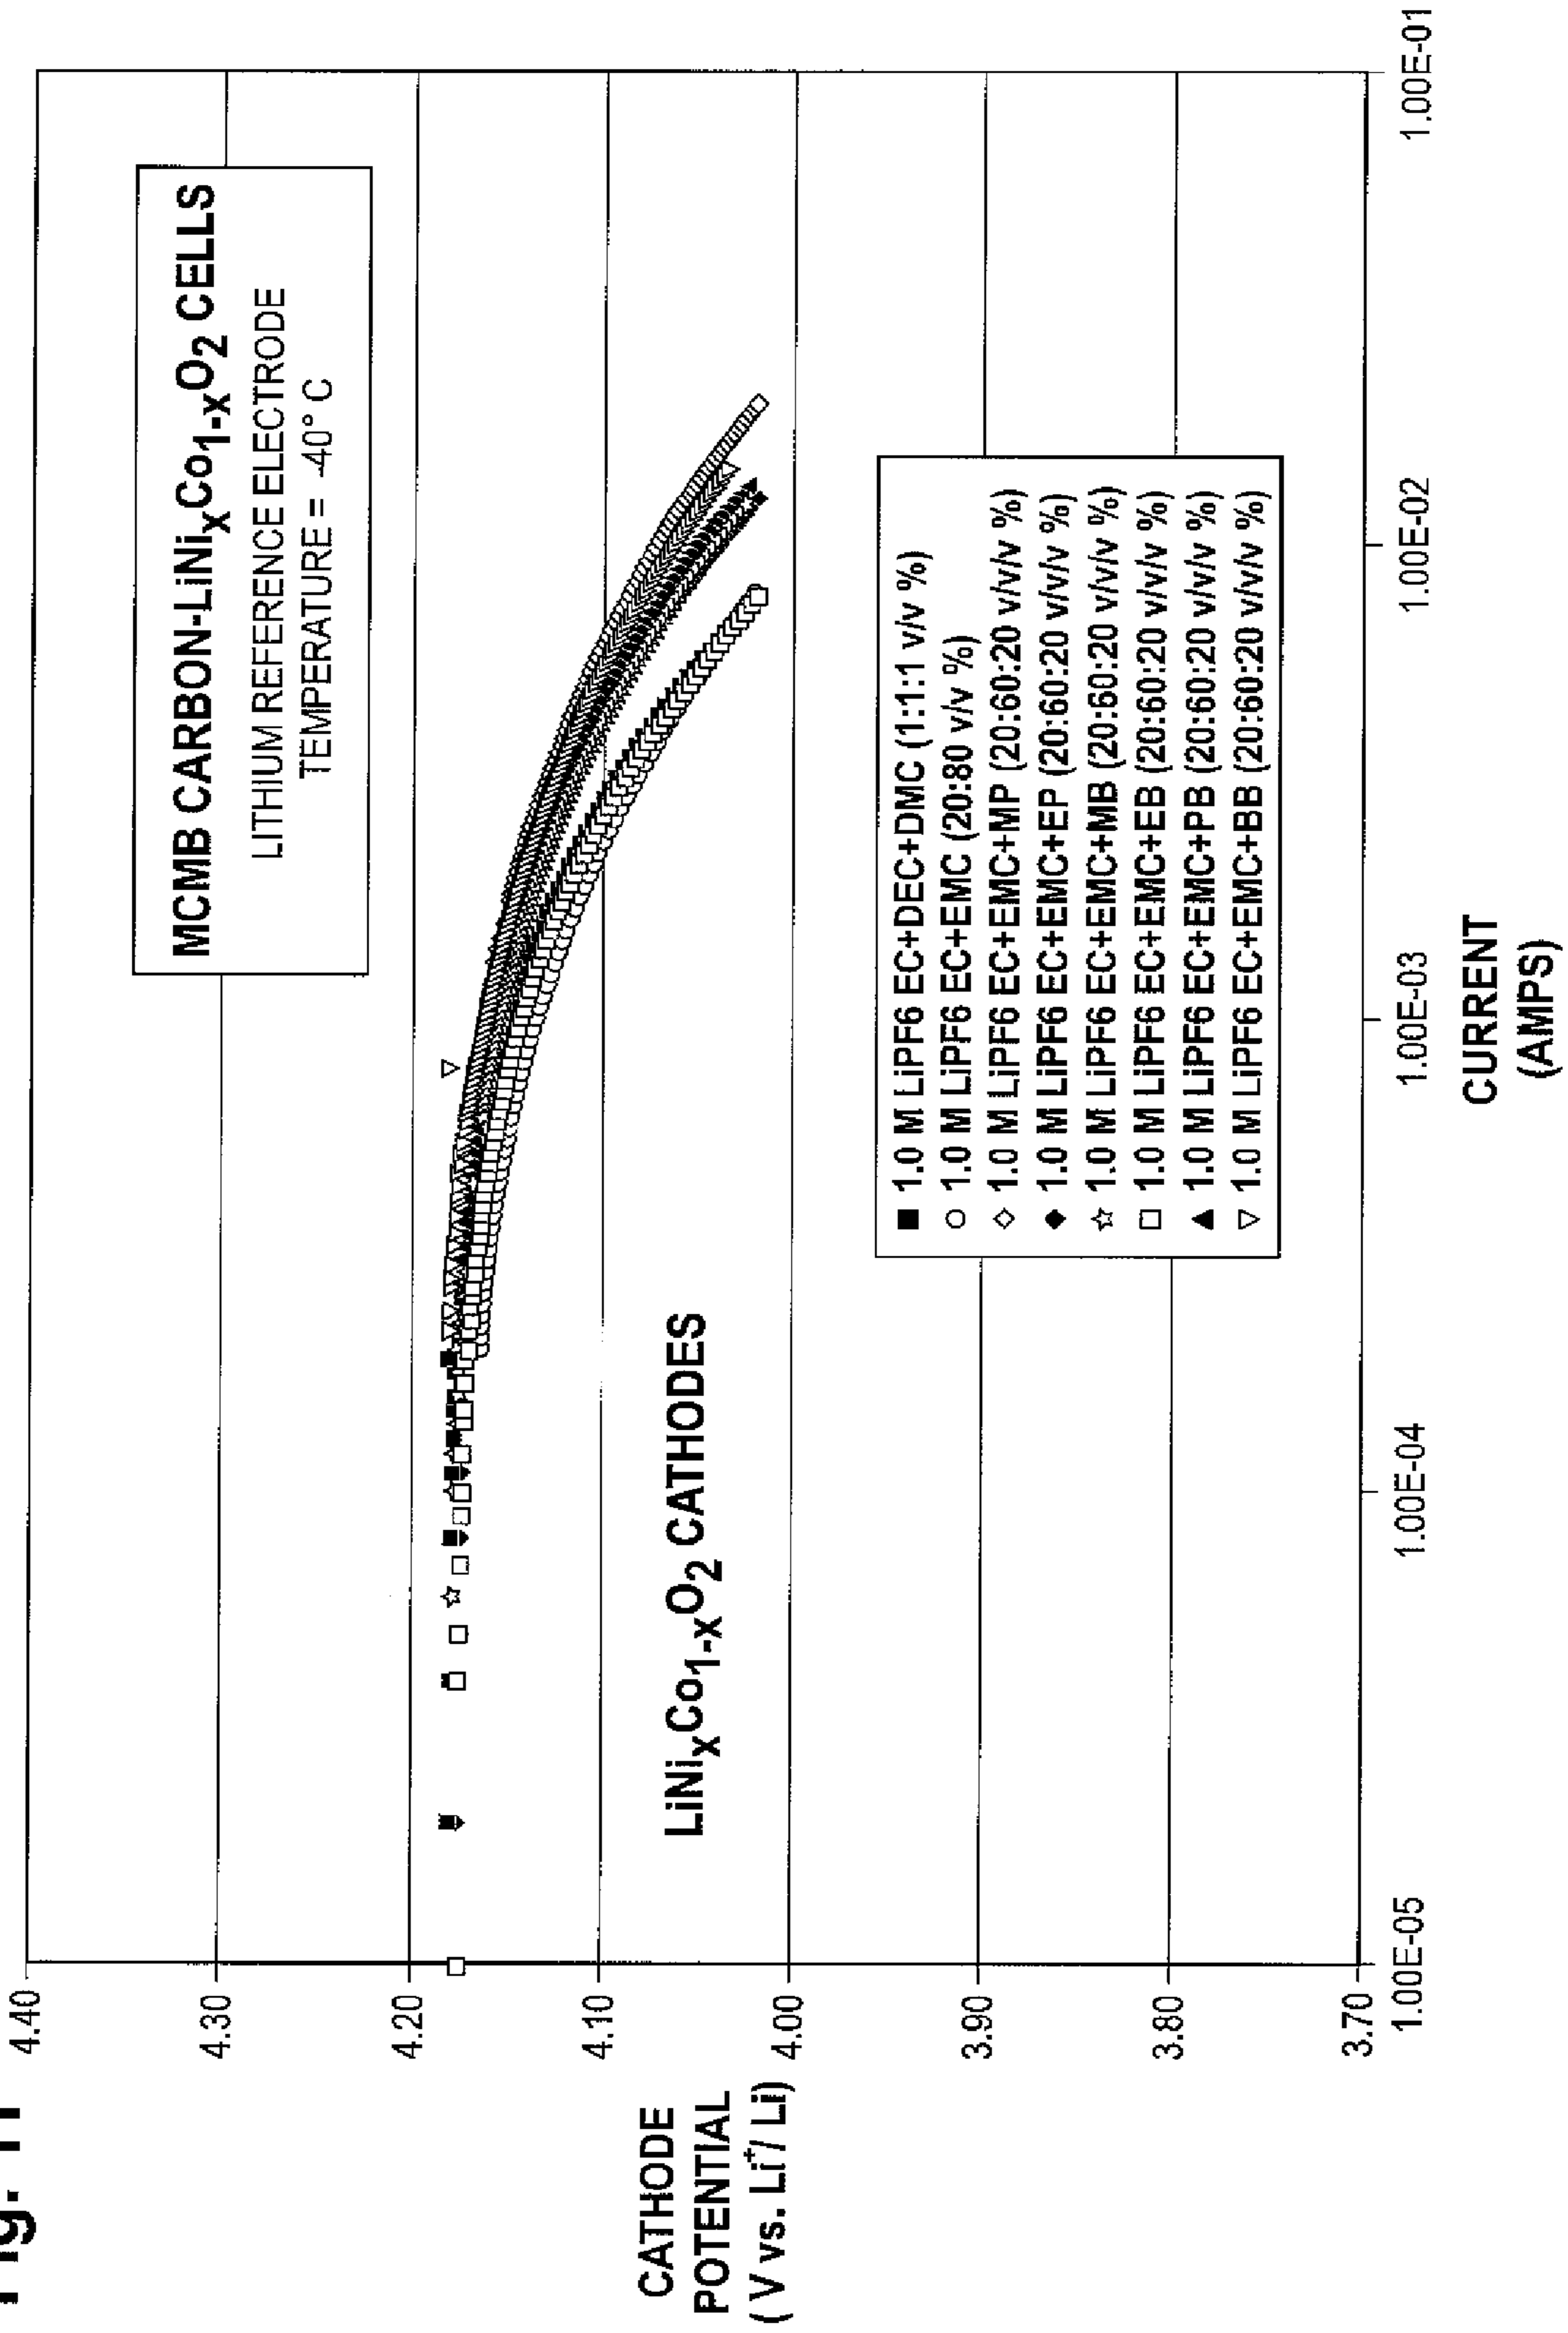 Fig. 11
MCMB CARBON-LiNixCo1-xO2 CELLS
LITHIUM REFERENCE ELECTRODE
TEMPERATURE = -40° C
4.40
4.30
4.20
4.10
4.00
3.90
3.80
3.70
CATHODE
POTENTIAL
( V vs. Li+/ Li)
LiNixCo1-xO2 CATHODES
■ 1.0 M LiPF6 EC+DEC+DMC (1:1:1 v/v %)
○ 1.0 M LiPF6 EC+EMC (20:80 v/v %)
◇ 1.0 M LiPF6 EC+EMC+MP (20:60:20 v/v/v %)
◆ 1.0 M LiPF6 EC+EMC+EP (20:60:20 v/v/v %)
☆ 1.0 M LiPF6 EC+EMC+MB (20:60:20 v/v/v %)
□ 1.0 M LiPF6 EC+EMC+EB (20:60:20 v/v/v %)
▲ 1.0 M LiPF6 EC+EMC+PB (20:60:20 v/v/v %)
▽ 1.0 M LiPF6 EC+EMC+BB (20:60:20 v/v/v %)
1.00E-05
1.00E-04
1.00E-03
1.00E-02
1.00E-01
CURRENT
(AMPS)